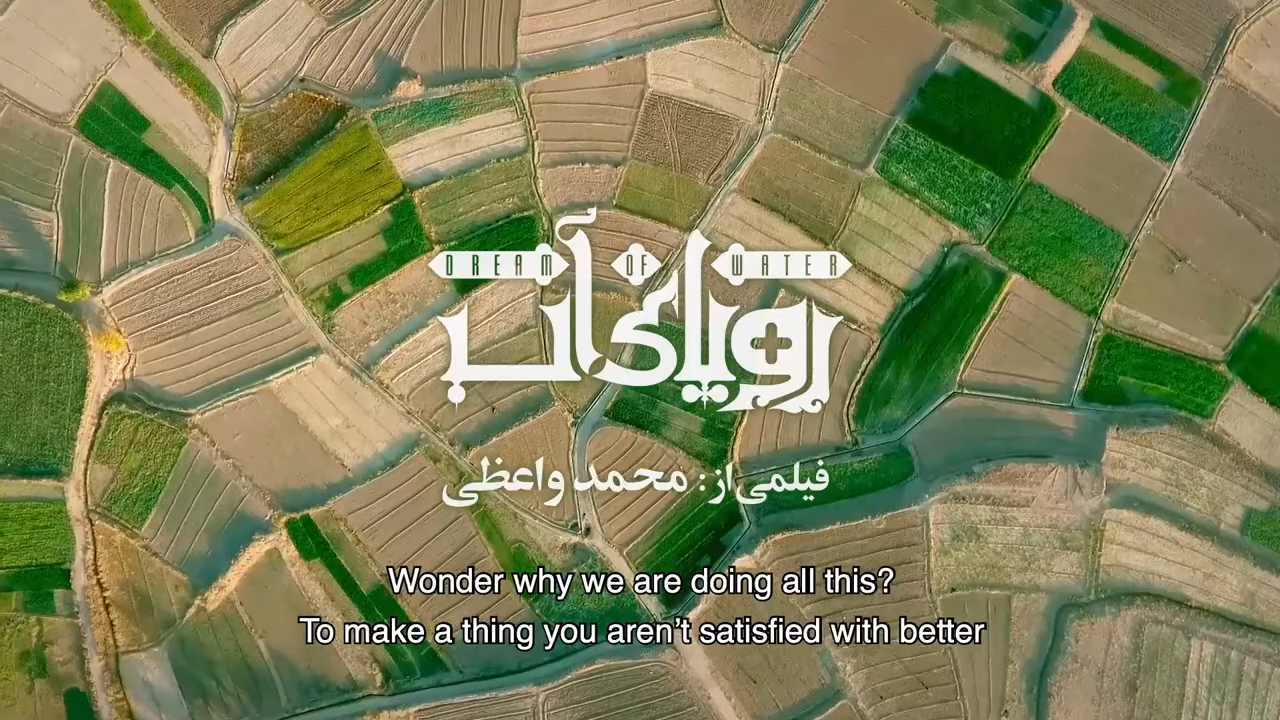 DREAM OF WATER
رویای آب
فیلمی از: محمد واعظی
Wonder why we are doing all this?
To make a thing you aren’t satisfied with better